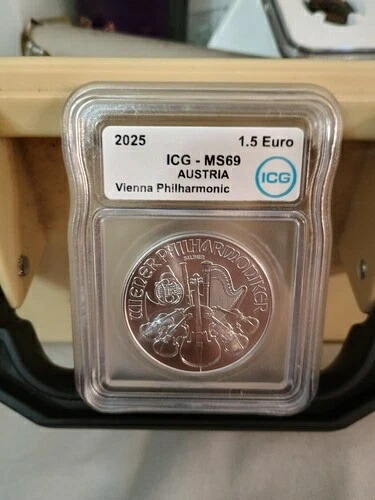 2025 1.5 Euro
ICG - MS69
AUSTRIA
Vienna Philharmonic
ICG
WIENER PHILHARMONIKER
SILBER